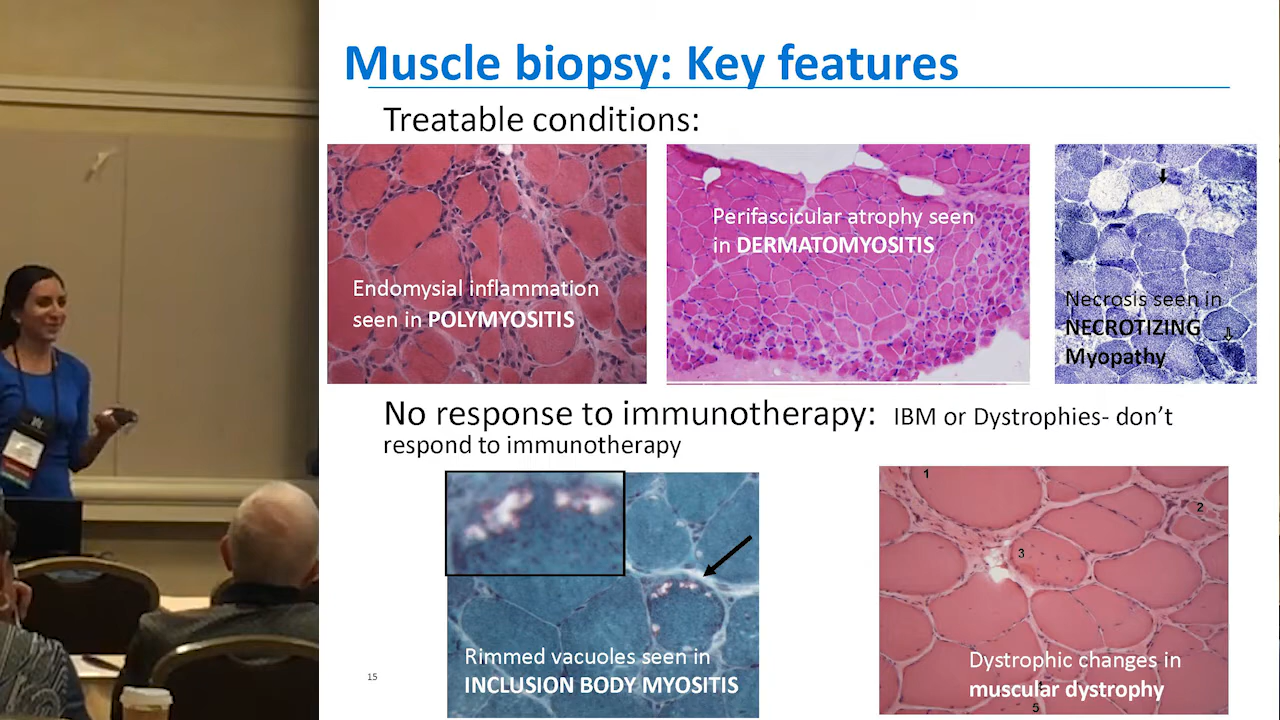 Muscle biopsy: Key features
Treatable conditions:
Endomysial inflammation
seen in POLYMYOSITIS
Perifascicular atrophy seen
in DERMATOMYOSITIS
Necrosis seen in
NECROTIZING
Myopathy
No response to immunotherapy: IBM or Dystrophies- don't
respond to immunotherapy
Rimmed vacuoles seen in
INCLUSION BODY MYOSITIS
1
2
3
Dystrophic changes in
muscular dystrophy
5
15